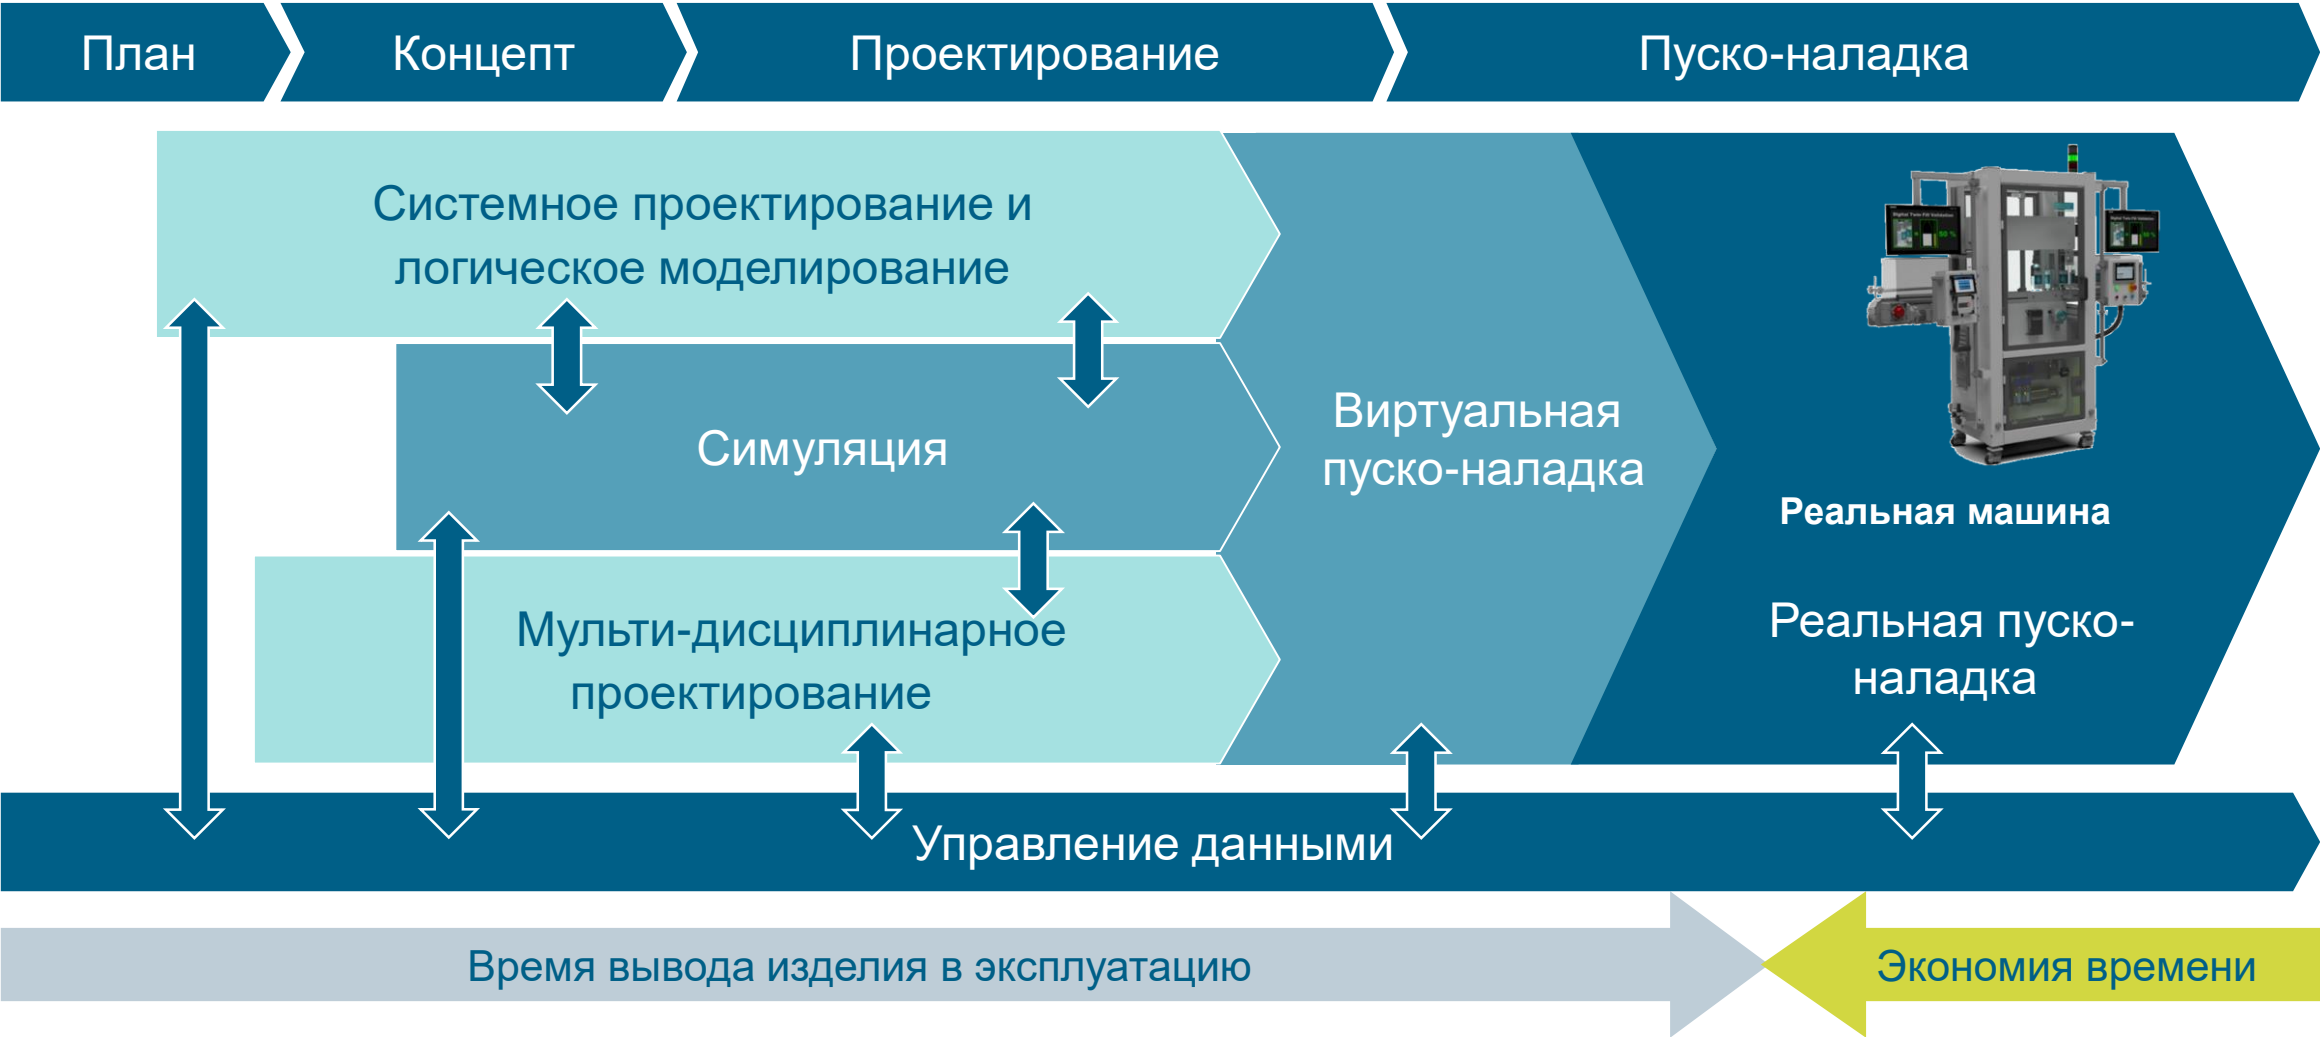 План
Концепт
Проектирование
Пуско-наладка
Системное проектирование и
логическое моделирование
Симуляция
Мульти-дисциплинарное
проектирование
Виртуальная
пуско-наладка
Реальная машина
Реальная пуско-
наладка
Управление данными
Время вывода изделия в эксплуатацию
Экономия времени